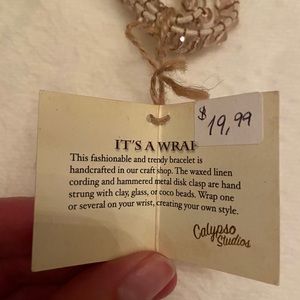 $19,99
IT'S A WRAP
This fashionable and trendy bracelet is
handcrafted in our craft shop. The waxed linen
cording and hammered metal disk clasp are hand
strung with clay, glass, or coco beads. Wrap one
or several on your wrist, creating your own style.
Calypso
Studios